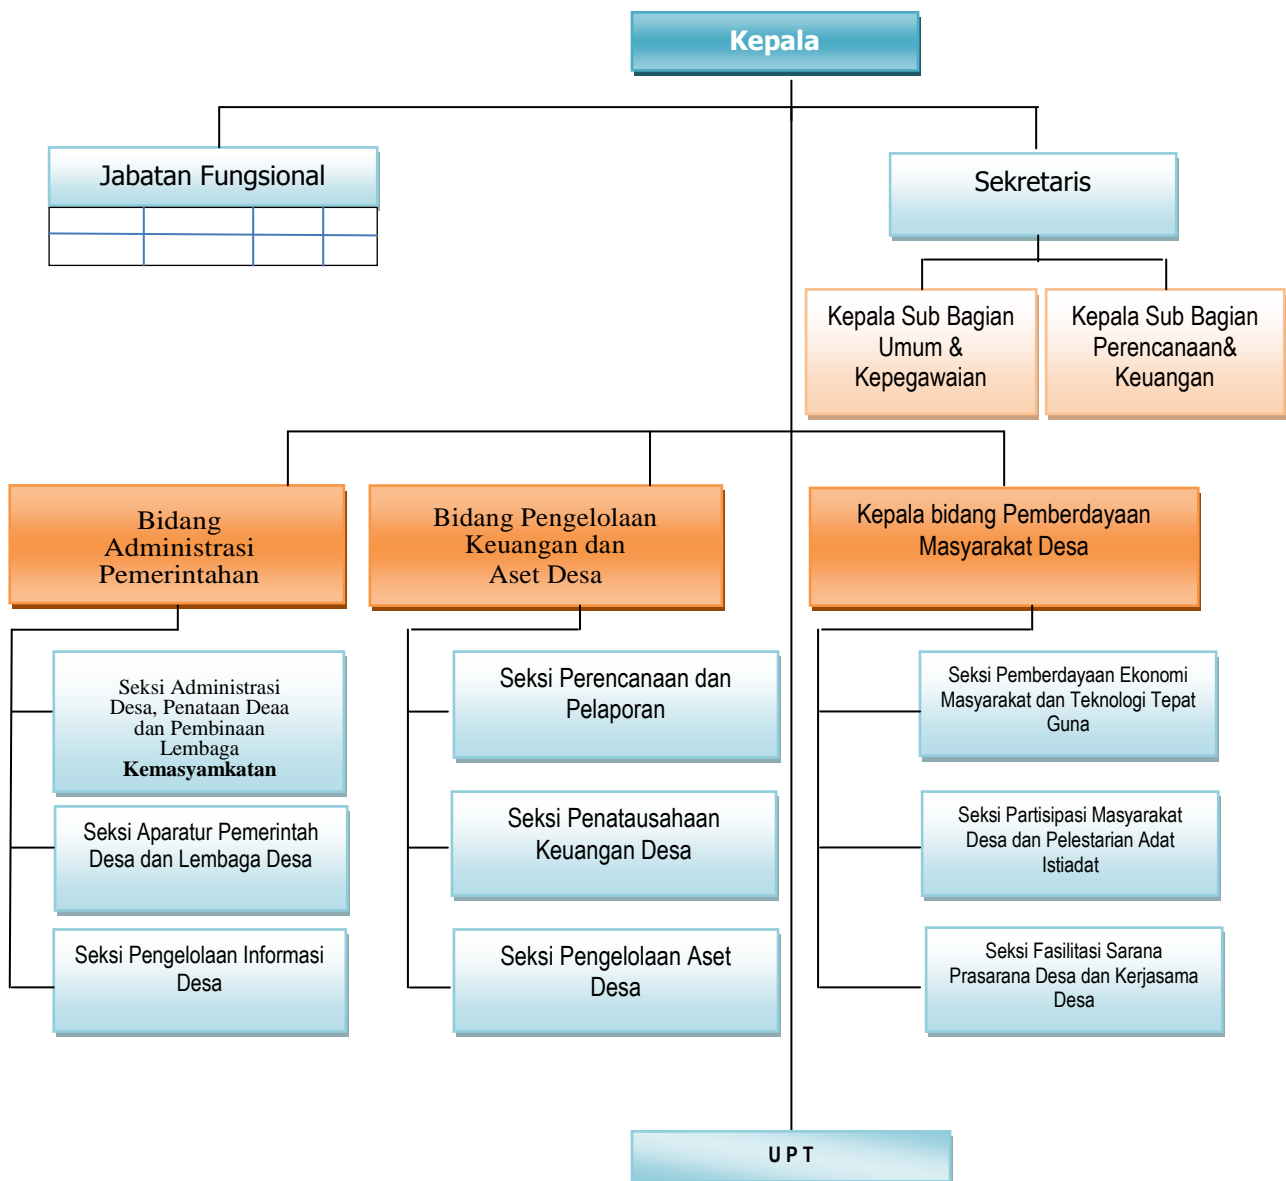 Kepala
Jabatan Fungsional
Sekretaris
Kepala Sub Bagian
Umum &
Kepegawaian
Kepala Sub Bagian
Perencanaan&
Keuangan
Bidang
Administrasi
Pemerintahan
Bidang Pengelolaan
Keuangan dan
Aset Desa
Kepala bidang Pemberdayaan
Masyarakat Desa
Seksi Administrasi
Desa, Penataan Deaa
dan Pembinaan
Lembaga
Kemasyamkatan
Seksi Aparatur Pemerintah
Desa dan Lembaga Desa
Seksi Pengelolaan Informasi
Desa
Seksi Perencanaan dan
Pelaporan
Seksi Penatausahaan
Keuangan Desa
Seksi Pengelolaan Aset
Desa
Seksi Pemberdayaan Ekonomi
Masyarakat dan Teknologi Tepat
Guna
Seksi Partisipasi Masyarakat
Desa dan Pelestarian Adat
Istiadat
Seksi Fasilitasi Sarana
Prasarana Desa dan Kerjasama
Desa
U P T